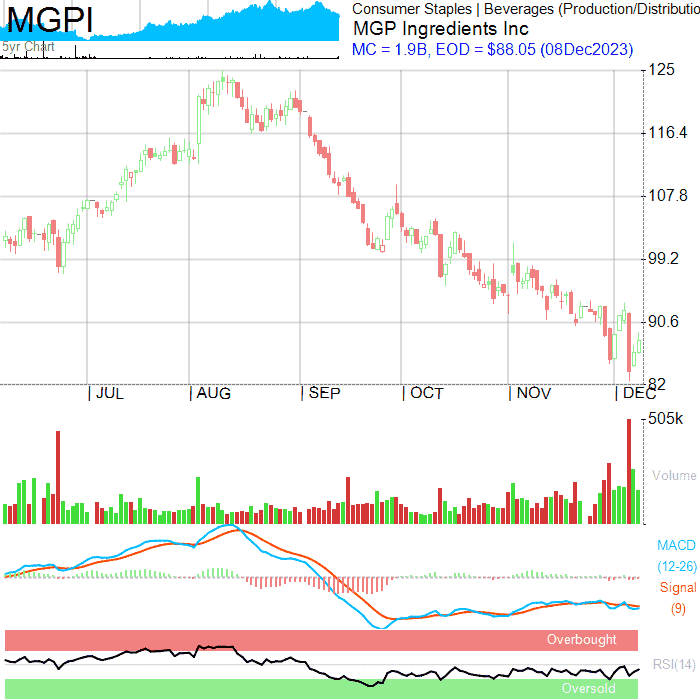 MGPI
5yr Chart
Consumer Staples | Beverages (Production/Distributio
MGP Ingredients Inc
MC = 1.9B, EOD = $88.05 (08Dec2023)
125
116.4
107.8
99.2
90.6
82
JUL AUG SEP OCT NOV DEC
505k
Volume
MACD
(12-26)
Signal
(9)
Overbought
RSI(14)
Oversold